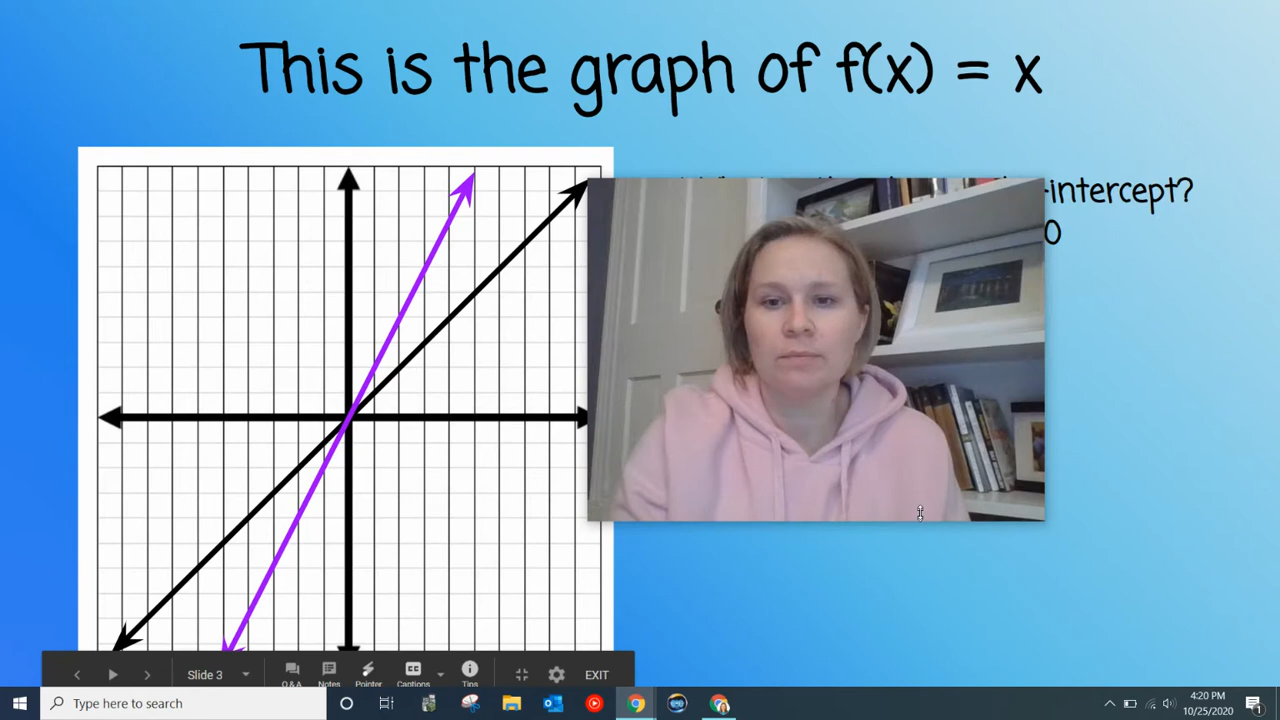 This is the graph of f(x) = x
-intercept?
0
Slide 3
Q&A
Notes
Pointer
Captions
Tips
EXIT
Type here to search
4:20 PM
10/25/2020
1